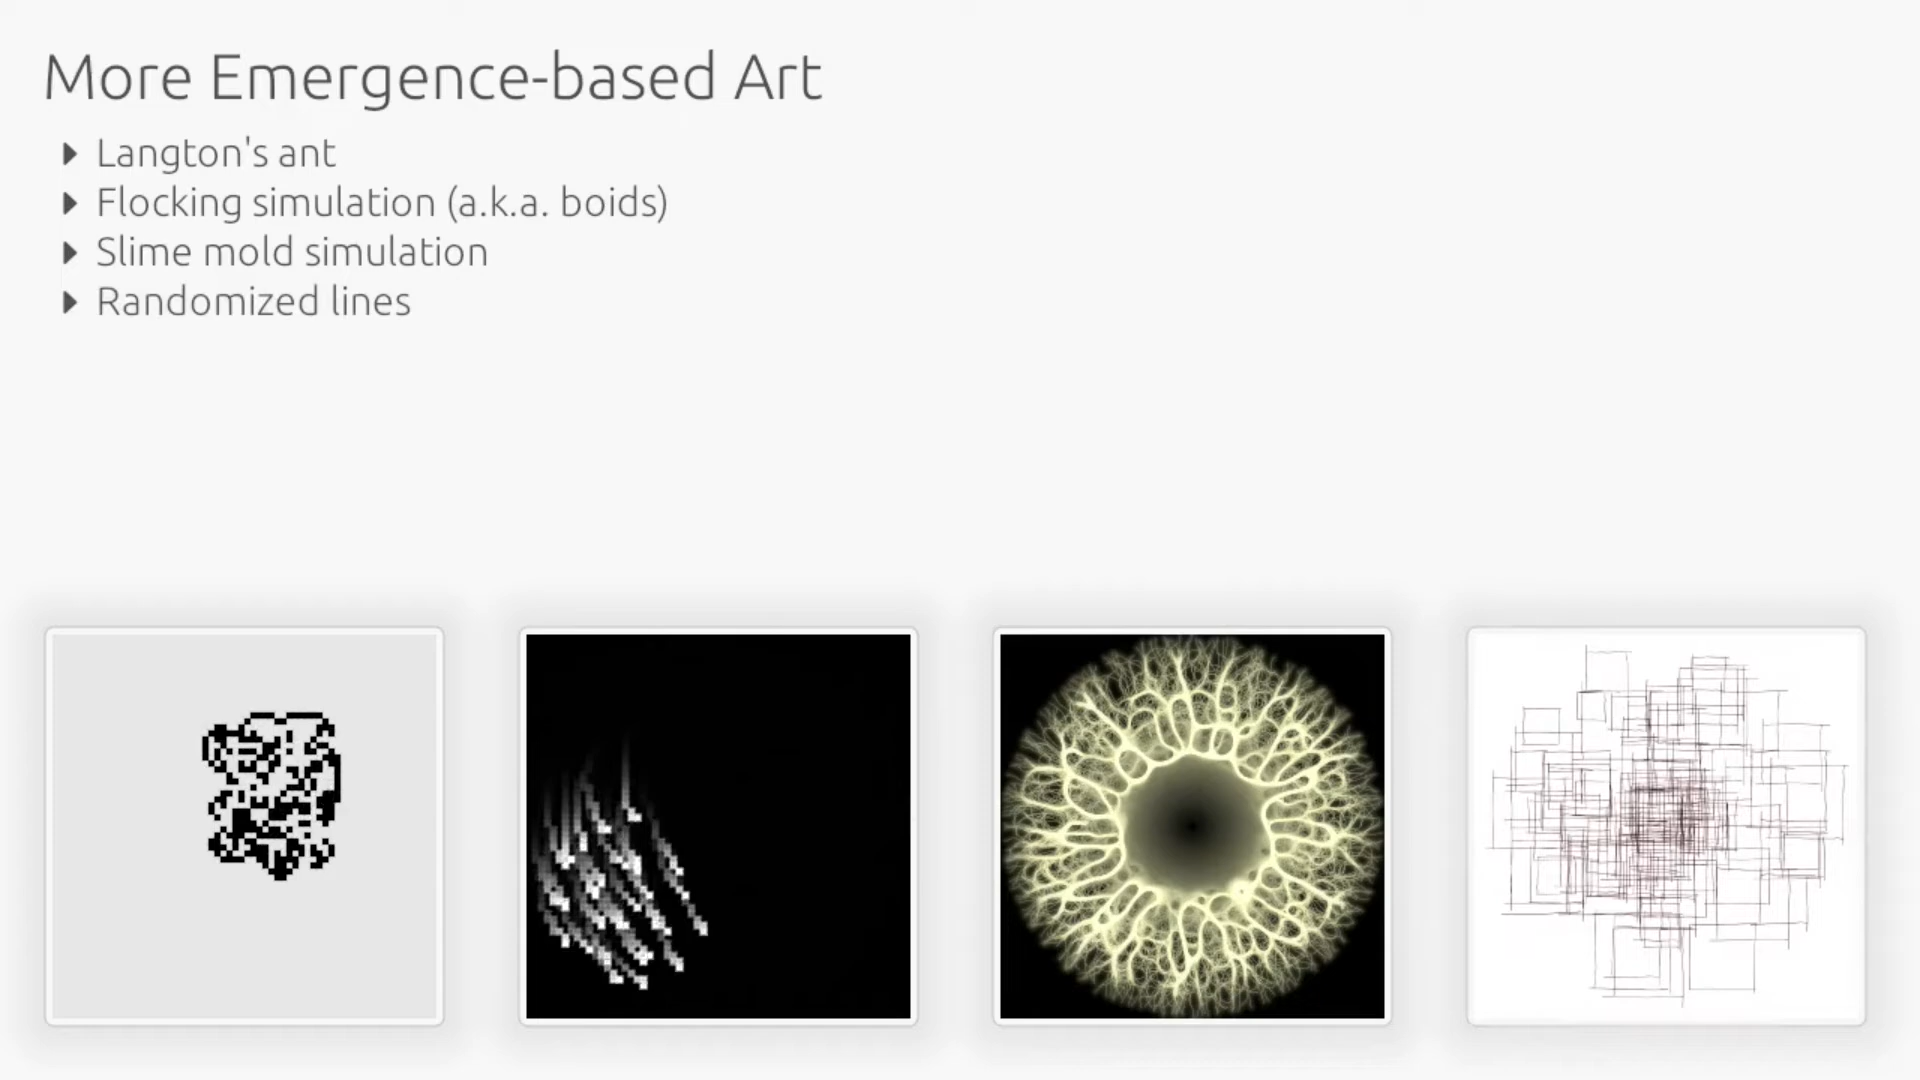 More Emergence-based Art
Langton's ant
Flocking simulation (a.k.a. boids)
Slime mold simulation
Randomized lines